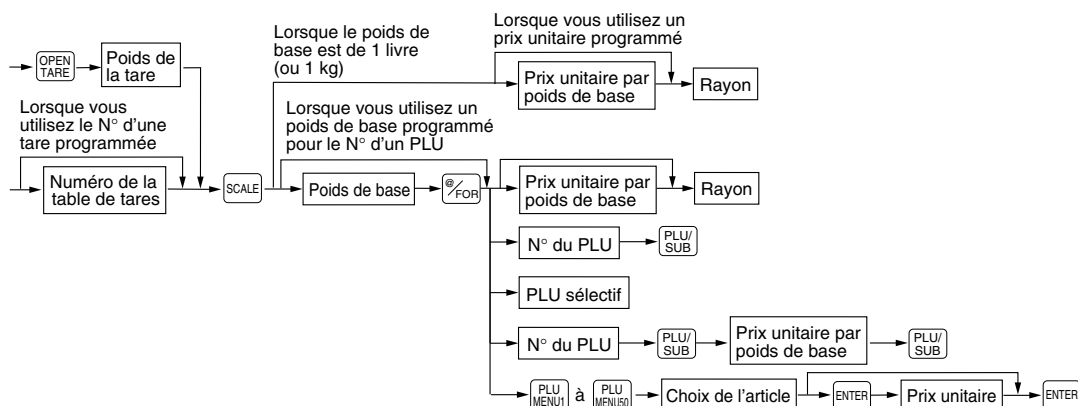 Lorsque le poids de
base est de 1 livre
(ou 1 kg)
Lorsque vous utilisez un
prix unitaire programmé
OPEN
TARE
Poids de
la tare
Prix unitaire par
poids de base
Rayon
Lorsque vous
utilisez le N° d'une
tare programmée
Lorsque vous utilisez un
poids de base programmé
pour le N° d'un PLU
Numéro de la
table de tares
SCALE
Poids de base
@/FOR
Prix unitaire par
poids de base
Rayon
N° du PLU
PLU/
SUB
PLU sélectif
N° du PLU
PLU/
SUB
Prix unitaire par
poids de base
PLU/
SUB
PLU
MENU1
à
PLU
MENU50
Choix de l'article
ENTER
Prix unitaire
ENTER